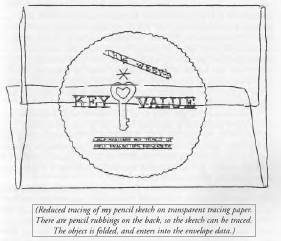 THE WEEK'S
KEY VALUE
(Reduced tracing of my pencil sketch on transparent tracing paper.
There are pencil rubbings on the back, so the sketch can be traced.
The object is folded, and enters into the envelope data.)